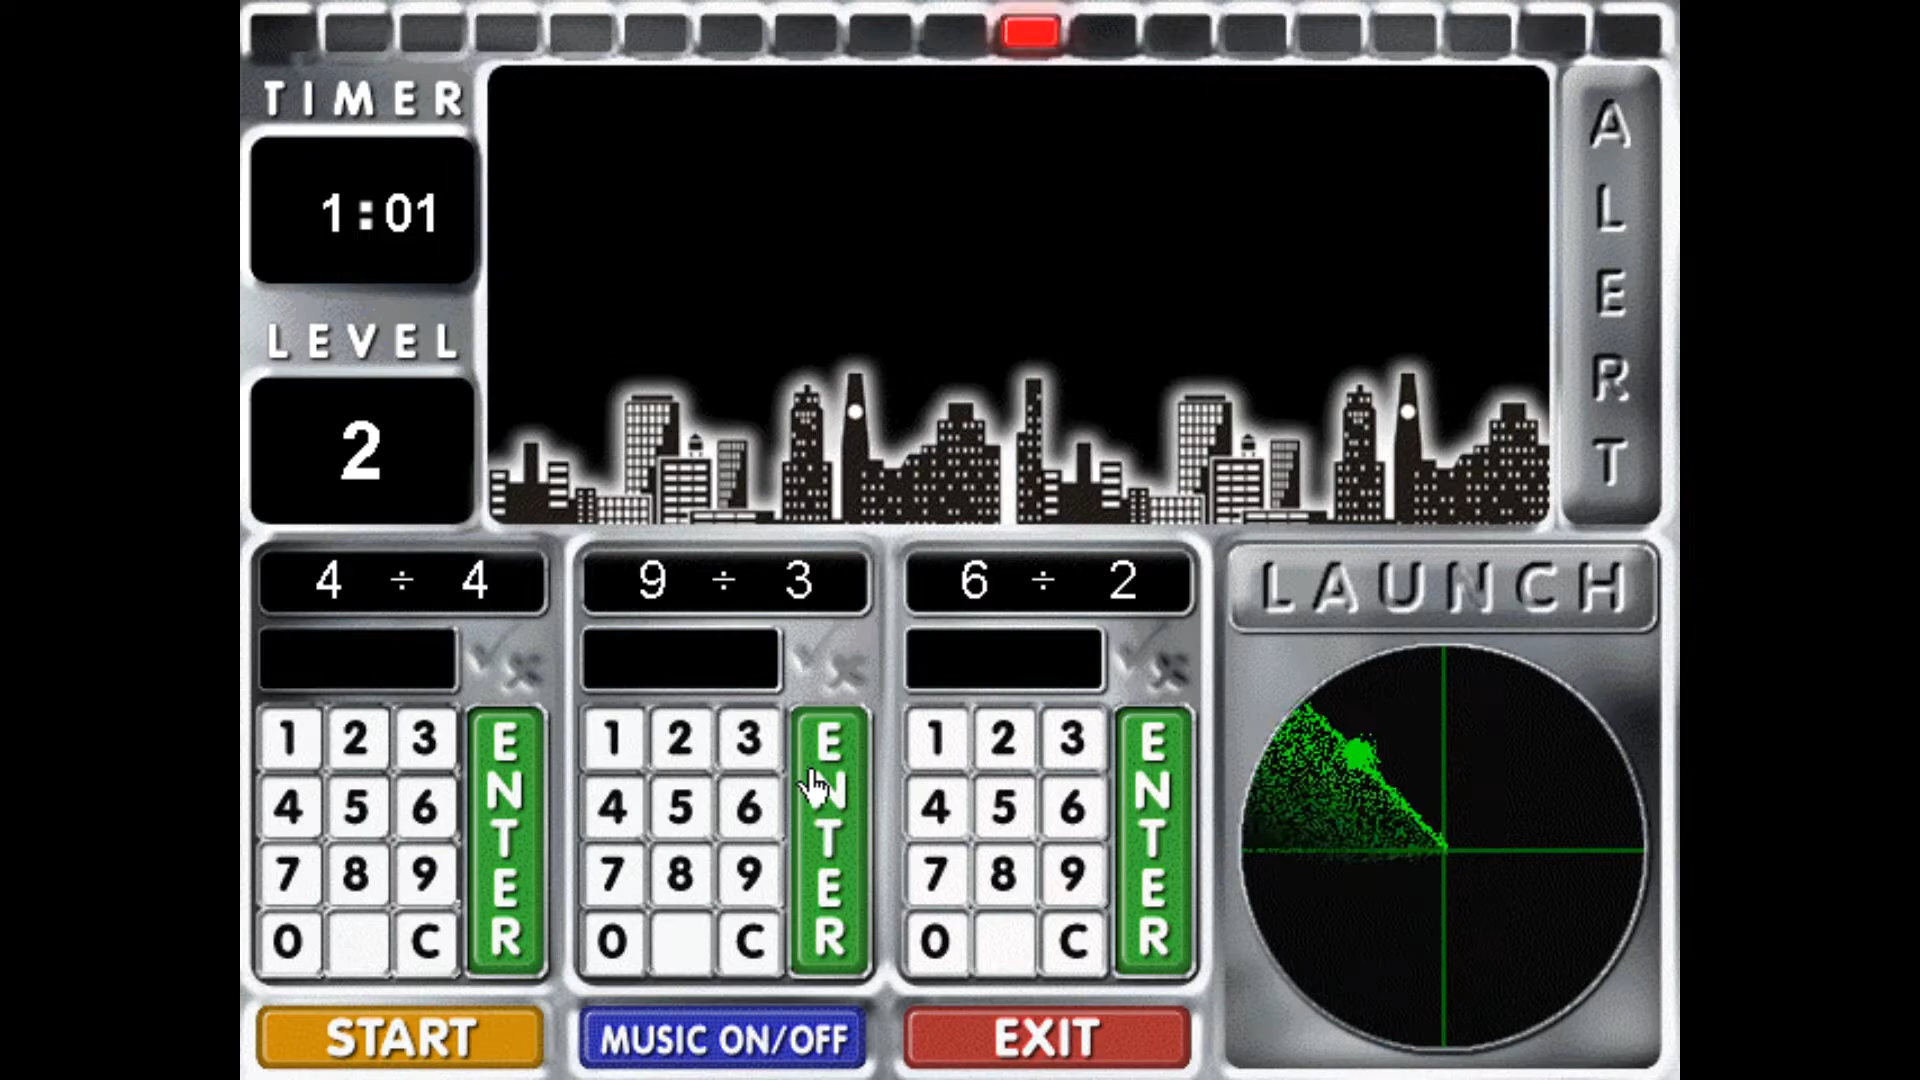 TIMER
1:01
LEVEL
2
ALERT
4 ÷ 4
9 ÷ 3
6 ÷ 2
LAUNCH
1 2 3
4 5 6
7 8 9
0 C
ENTER
1 2 3
4 5 6
7 8 9
0 C
ENTER
1 2 3
4 5 6
7 8 9
0 C
ENTER
START
MUSIC ON/OFF
EXIT